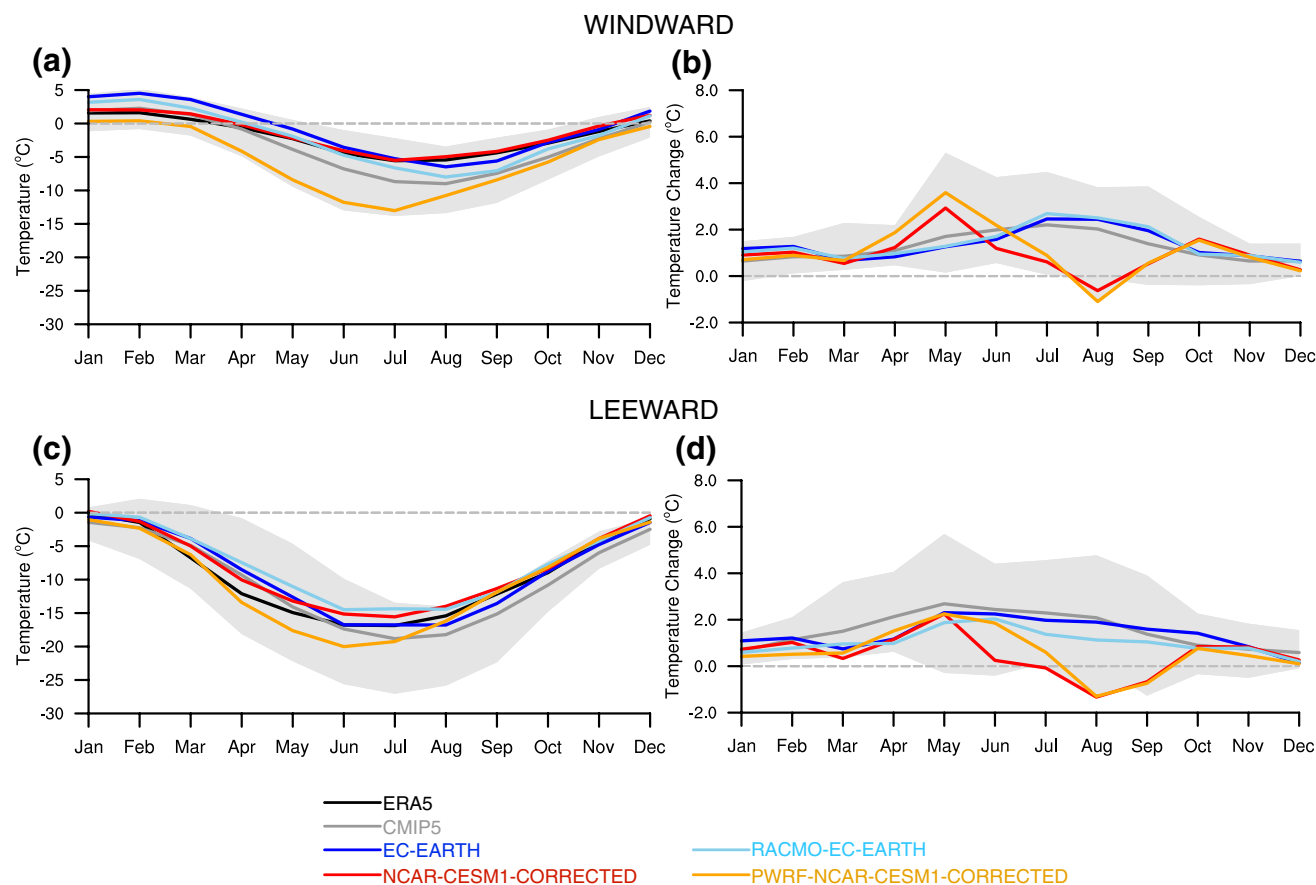 WINDWARD
(a)
(b)
Temperature (°C)
5
0
-5
-10
-15
-20
-25
-30
Jan Feb Mar Apr May Jun Jul Aug Sep Oct Nov Dec
Temperature Change (°C)
8.0
6.0
4.0
2.0
0.0
-2.0
Jan Feb Mar Apr May Jun Jul Aug Sep Oct Nov Dec
LEEWARD
(c)
(d)
Temperature (°C)
5
0
-5
-10
-15
-20
-25
-30
Jan Feb Mar Apr May Jun Jul Aug Sep Oct Nov Dec
Temperature Change (°C)
8.0
6.0
4.0
2.0
0.0
-2.0
Jan Feb Mar Apr May Jun Jul Aug Sep Oct Nov Dec
ERA5
CMIP5
EC-EARTH RACMO-EC-EARTH
NCAR-CESM1-CORRECTED PWRF-NCAR-CESM1-CORRECTED